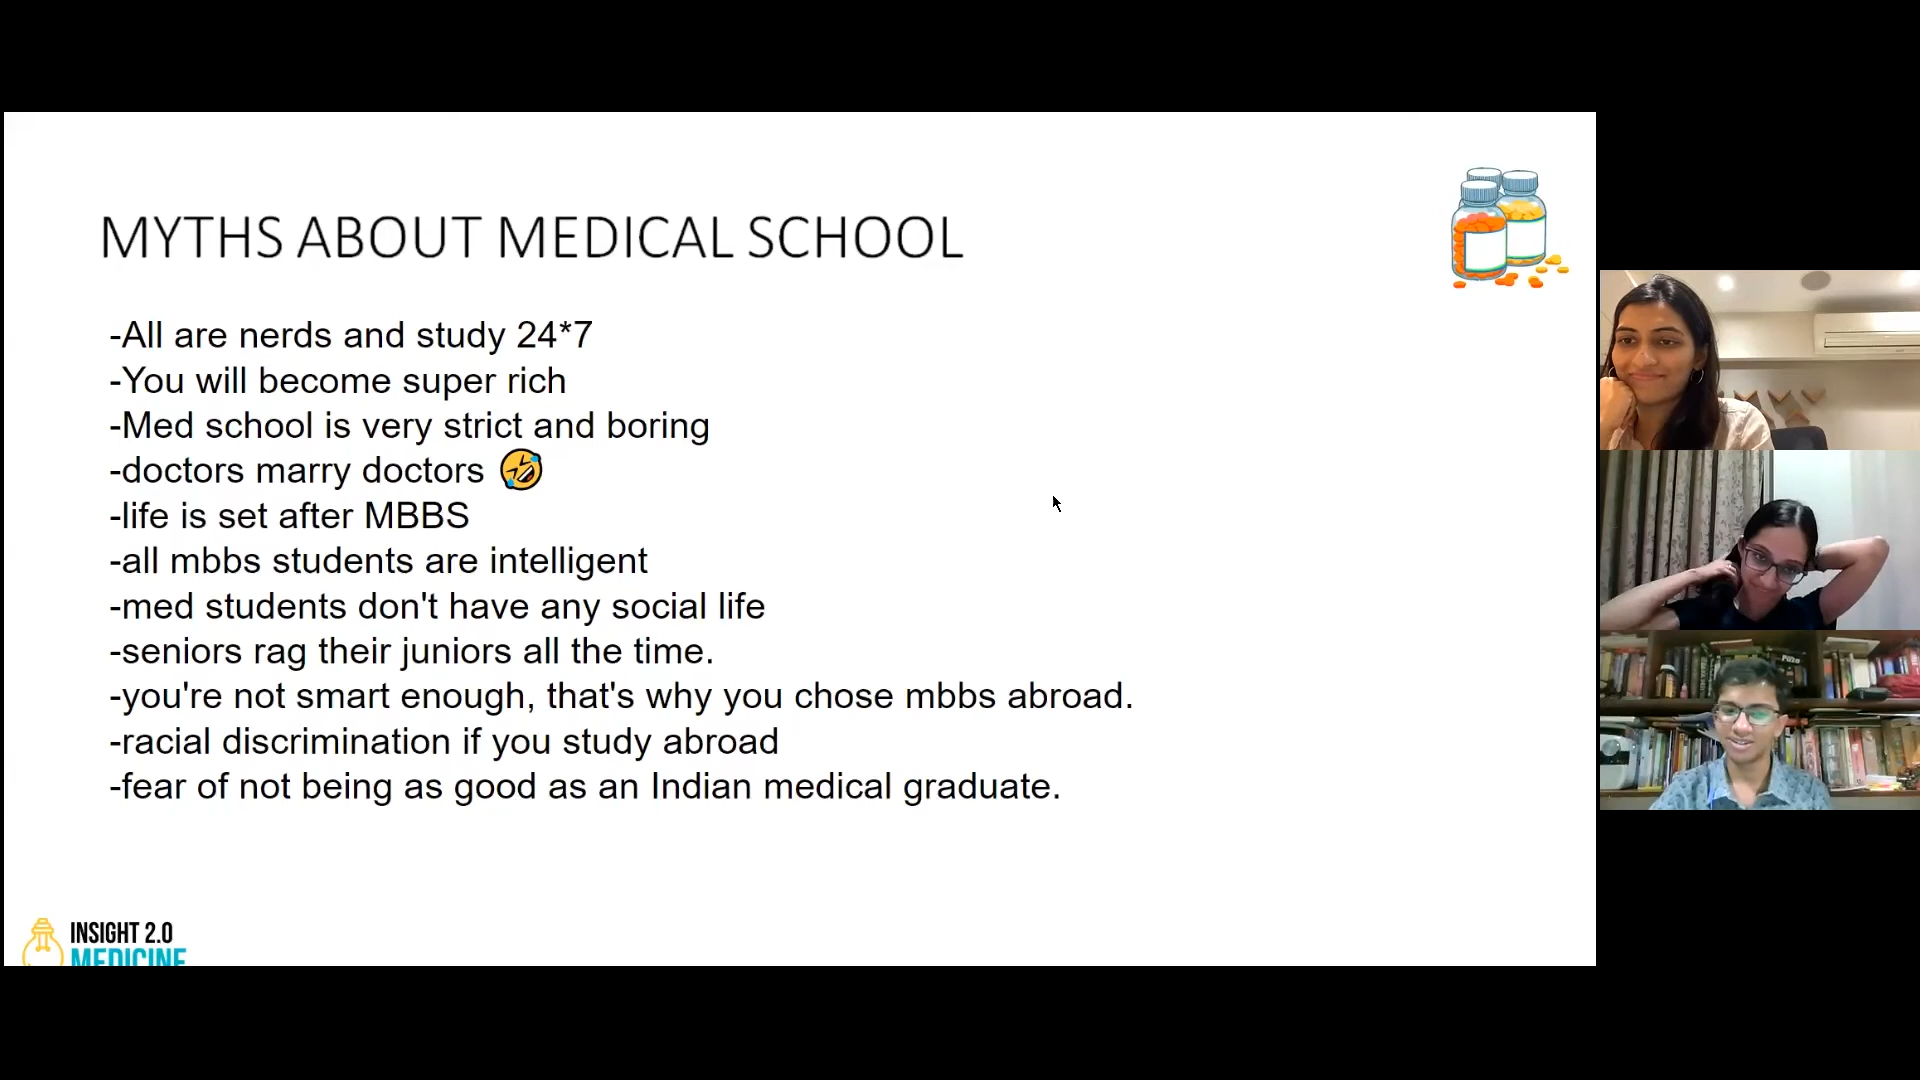 MYTHS ABOUT MEDICAL SCHOOL
-All are nerds and study 24*7
-You will become super rich
-Med school is very strict and boring
-doctors marry doctors 🤣
-life is set after MBBS
-all mbbs students are intelligent
-med students don't have any social life
-seniors rag their juniors all the time.
-you're not smart enough, that's why you chose mbbs abroad.
-racial discrimination if you study abroad
-fear of not being as good as an Indian medical graduate.
INSIGHT 2.0
MEDICINE